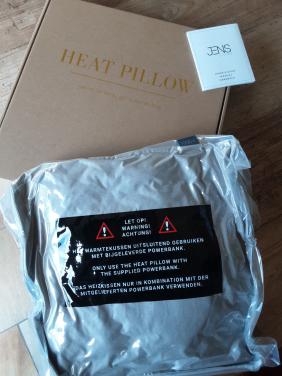 HEAT PILLOW
JENS
LET OP!
WARNING!
ACHTUNG!
HET WARMTEKUSSEN UITSLUITEND GEBRUIKEN
MET BIJGELEVERDE POWERBANK.
ONLY USE THE HEAT PILLOW WITH
THE SUPPLIED POWERBANK.
DAS HEIZKISSEN NUR IN KOMBINATION MIT DER
MITGELIEFERTEN POWERBANK VERWENDEN.